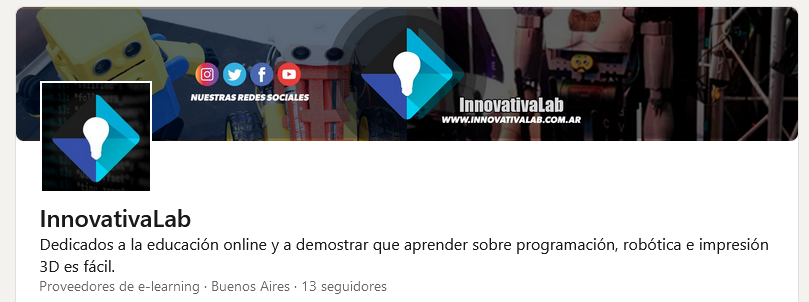 NUESTRAS REDES SOCIALES
InnovativaLab
WWW.INNOVATIVALAB.COM.AR
InnovativaLab
Dedicados a la educación online y a demostrar que aprender sobre programación, robótica e impresión
3D es fácil.
Proveedores de e-learning · Buenos Aires · 13 seguidores